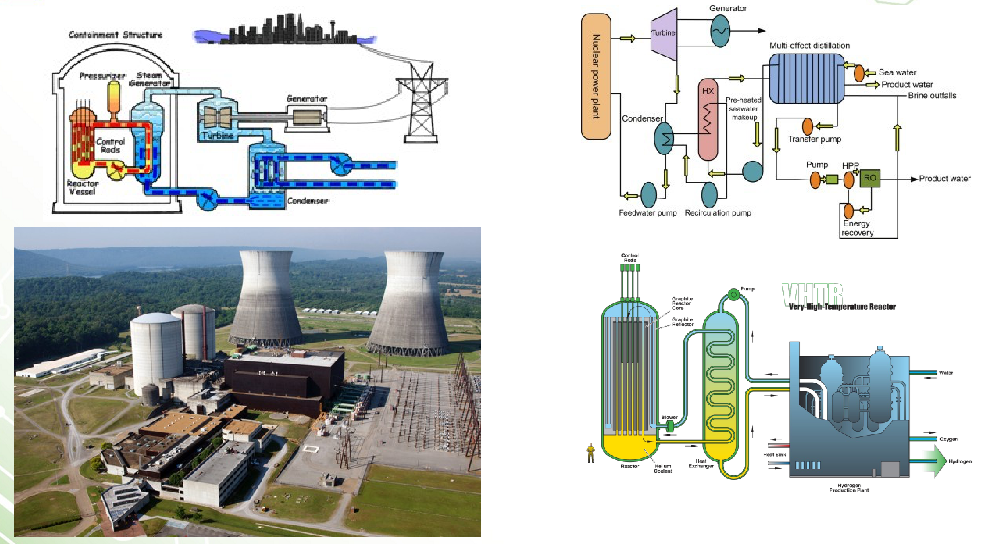 Containment Structure
Pressurizer
Steam
Generator
Control
Rods
Reactor
Vessel
Turbine
Generator
Condenser
Nuclear power plant
Turbine
Generator
HX
Condenser
Pre-heated
seawater
makeup
Multi effect distillation
Sea water
Product water
Brine outfalls
Transfer pump
Pump
HPP
RO
Product water
Energy
recovery
Feedwater pump
Recirculation pump
Control
Rods
Graphite
Reactor
Core
Graphite
Reflector
Blower
Reactor
Helium
Coolant
Pump
Heat
Exchanger
VHTR
Very-High-Temperature Reactor
Water
Oxygen
Hydrogen
Heat Sink
Hydrogen
Production Plant